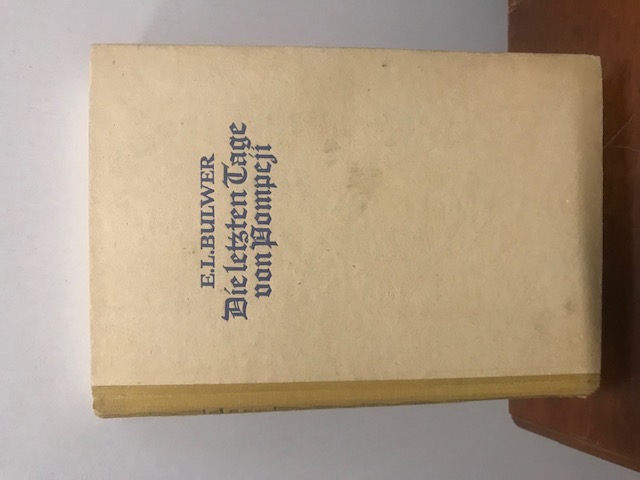 E.L.BULWER
Die letzten Tage
von Pompeji